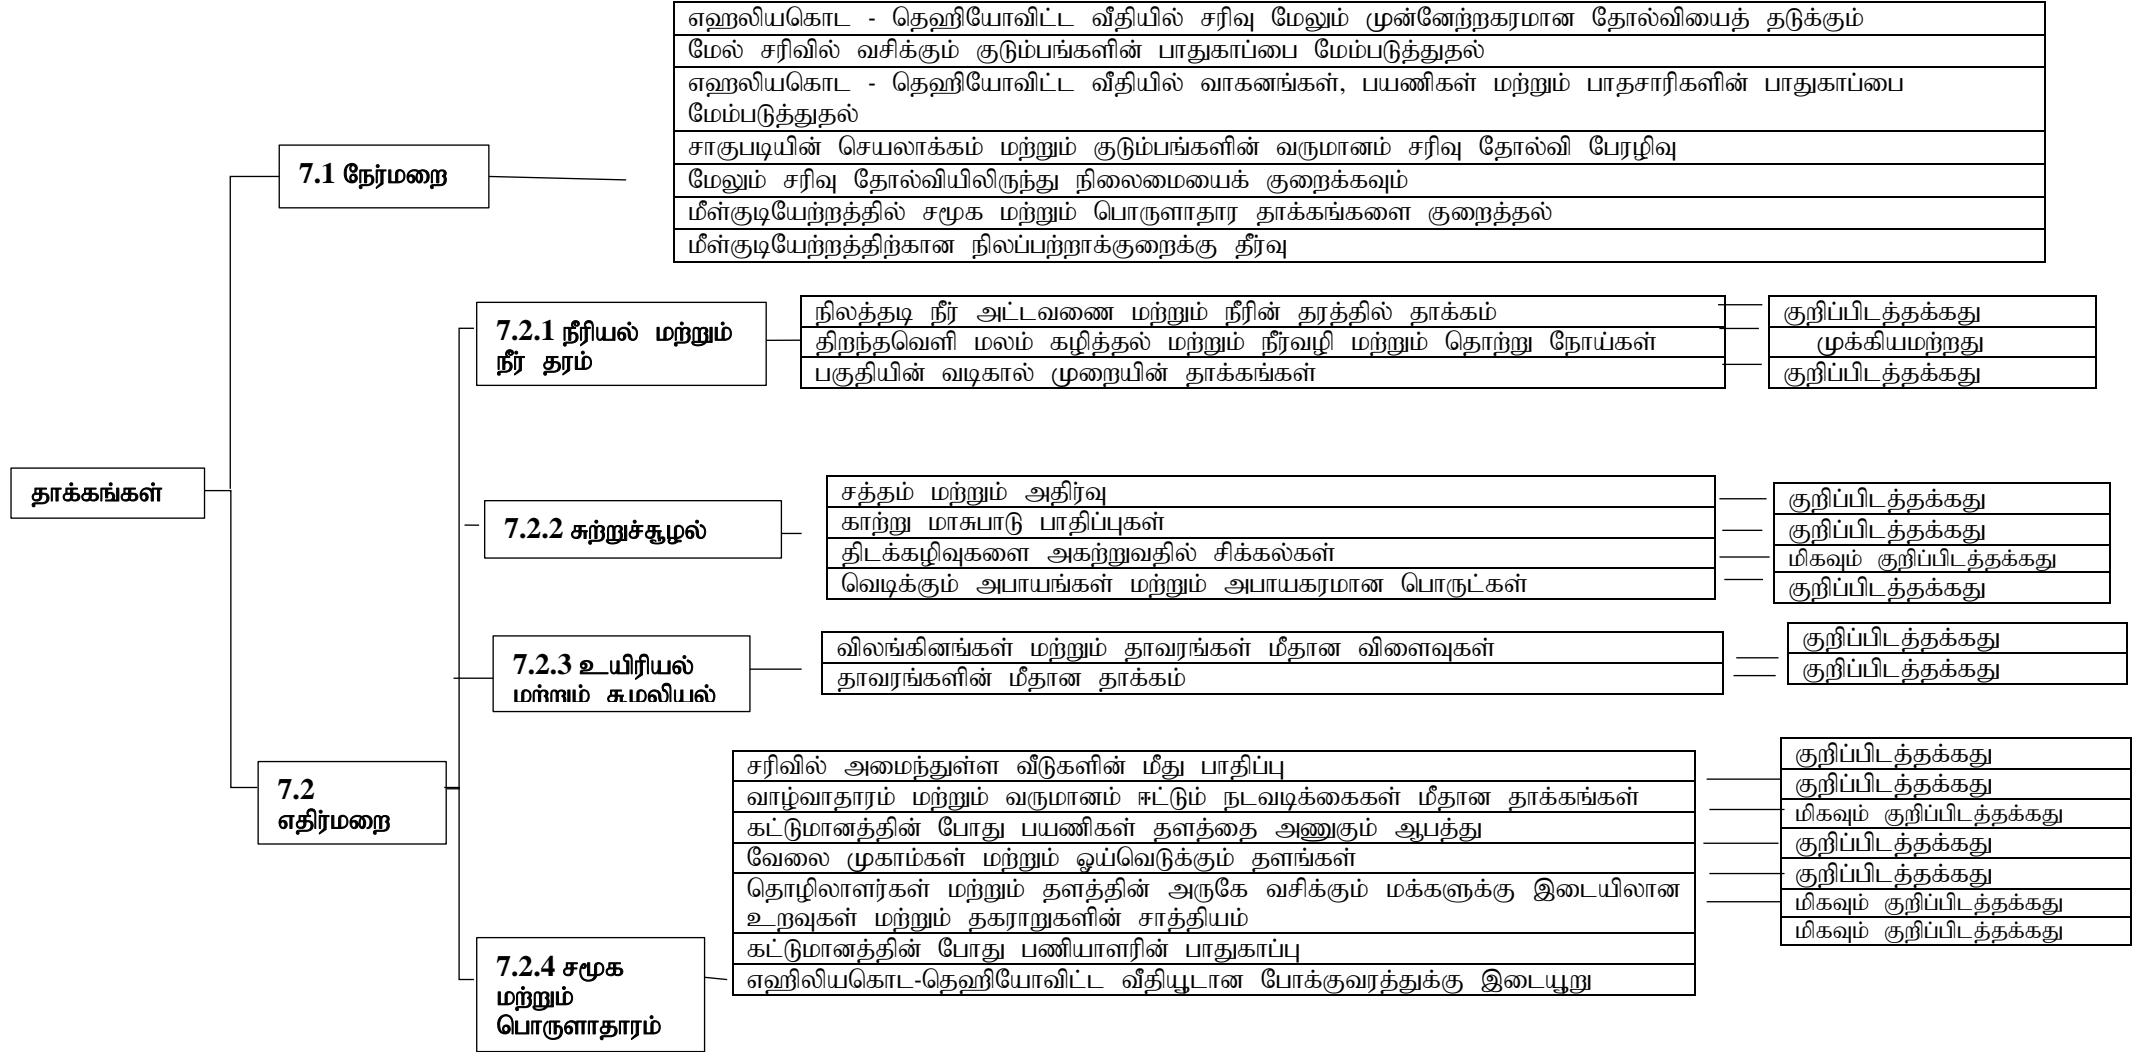 எஹலியகொட - தெஹியோவிட்ட வீதியில் சரிவு மேலும் முன்னேற்றகரமான தோல்வியைத் தடுக்கும்
மேல் சரிவில் வசிக்கும் குடும்பங்களின் பாதுகாப்பை மேம்படுத்துதல்
எஹலியகொட - தெஹியோவிட்ட வீதியில் வாகனங்கள், பயணிகள் மற்றும் பாதசாரிகளின் பாதுகாப்பை
மேம்படுத்துதல்
சாகுபடியின் செயலாக்கம் மற்றும் குடும்பங்களின் வருமானம் சரிவு தோல்வி பேரழிவு
மேலும் சரிவு தோல்வியிலிருந்து நிலைமையைக் குறைக்கவும்
மீள்குடியேற்றத்தில் சமூக மற்றும் பொருளாதார தாக்கங்களை குறைத்தல்
மீள்குடியேற்றத்திற்கான நிலப்பற்றாக்குறைக்கு தீர்வு
7.1 நேர்மறை
7.2.1 நீரியல் மற்றும்
நீர் தரம்
நிலத்தடி நீர் அட்டவணை மற்றும் நீரின் தரத்தில் தாக்கம்
திறந்தவெளி மலம் கழித்தல் மற்றும் நீர்வழி மற்றும் தொற்று நோய்கள்
பகுதியின் வடிகால் முறையின் தாக்கங்கள்
குறிப்பிடத்தக்கது
முக்கியமற்றது
குறிப்பிடத்தக்கது
தாக்கங்கள்
7.2.2 சுற்றுச்சூழல்
சத்தம் மற்றும் அதிர்வு
காற்று மாசுபாடு பாதிப்புகள்
திடக்கழிவுகளை அகற்றுவதில் சிக்கல்கள்
வெடிக்கும் அபாயங்கள் மற்றும் அபாயகரமான பொருட்கள்
குறிப்பிடத்தக்கது
குறிப்பிடத்தக்கது
மிகவும் குறிப்பிடத்தக்கது
குறிப்பிடத்தக்கது
7.2.3 உயிரியல்
மற்றும் சூழலியல்
விலங்கினங்கள் மற்றும் தாவரங்கள் மீதான விளைவுகள்
தாவரங்களின் மீதான தாக்கம்
குறிப்பிடத்தக்கது
குறிப்பிடத்தக்கது
7.2
எதிர்மறை
7.2.4 சமூக
மற்றும்
பொருளாதாரம்
சரிவில் அமைந்துள்ள வீடுகளின் மீது பாதிப்பு
வாழ்வாதாரம் மற்றும் வருமானம் ஈட்டும் நடவடிக்கைகள் மீதான தாக்கங்கள்
கட்டுமானத்தின் போது பயணிகள் தளத்தை அணுகும் ஆபத்து
வேலை முகாம்கள் மற்றும் ஓய்வெடுக்கும் தளங்கள்
தொழிலாளர்கள் மற்றும் தளத்தின் அருகே வசிக்கும் மக்களுக்கு இடையிலான
உறவுகள் மற்றும் தகராறுகளின் சாத்தியம்
கட்டுமானத்தின் போது பணியாளரின் பாதுகாப்பு
எஹிலியகொட-தெஹியோவிட்ட வீதியூடான போக்குவரத்துக்கு இடையூறு
குறிப்பிடத்தக்கது
குறிப்பிடத்தக்கது
மிகவும் குறிப்பிடத்தக்கது
குறிப்பிடத்தக்கது
குறிப்பிடத்தக்கது
மிகவும் குறிப்பிடத்தக்கது
மிகவும் குறிப்பிடத்தக்கது